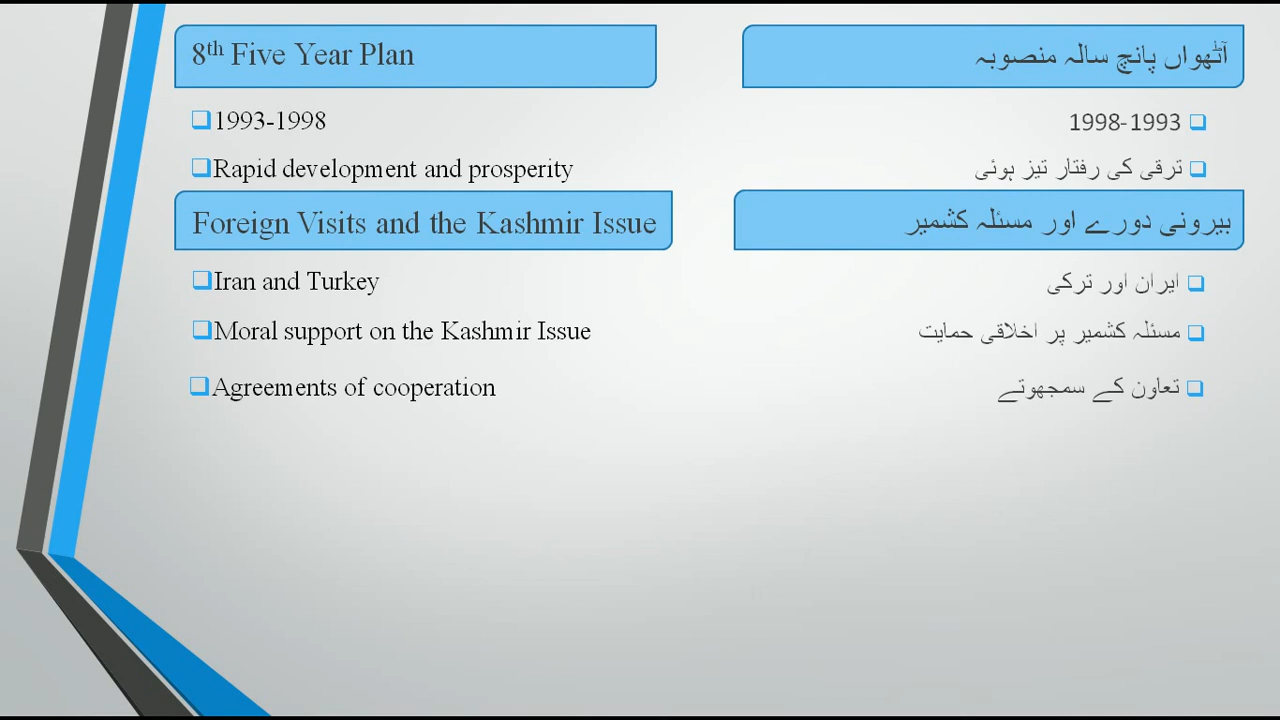 8th Five Year Plan
آٹھواں پانچ سالہ منصوبہ
1993-1998
1998-1993
Rapid development and prosperity
ترقی کی رفتار تیز ہوئی
Foreign Visits and the Kashmir Issue
بیرونی دورے اور مسئلہ کشمیر
Iran and Turkey
ایران اور ترکی
Moral support on the Kashmir Issue
مسئلہ کشمیر پر اخلاقی حمایت
Agreements of cooperation
تعاون کے سمجھوتے